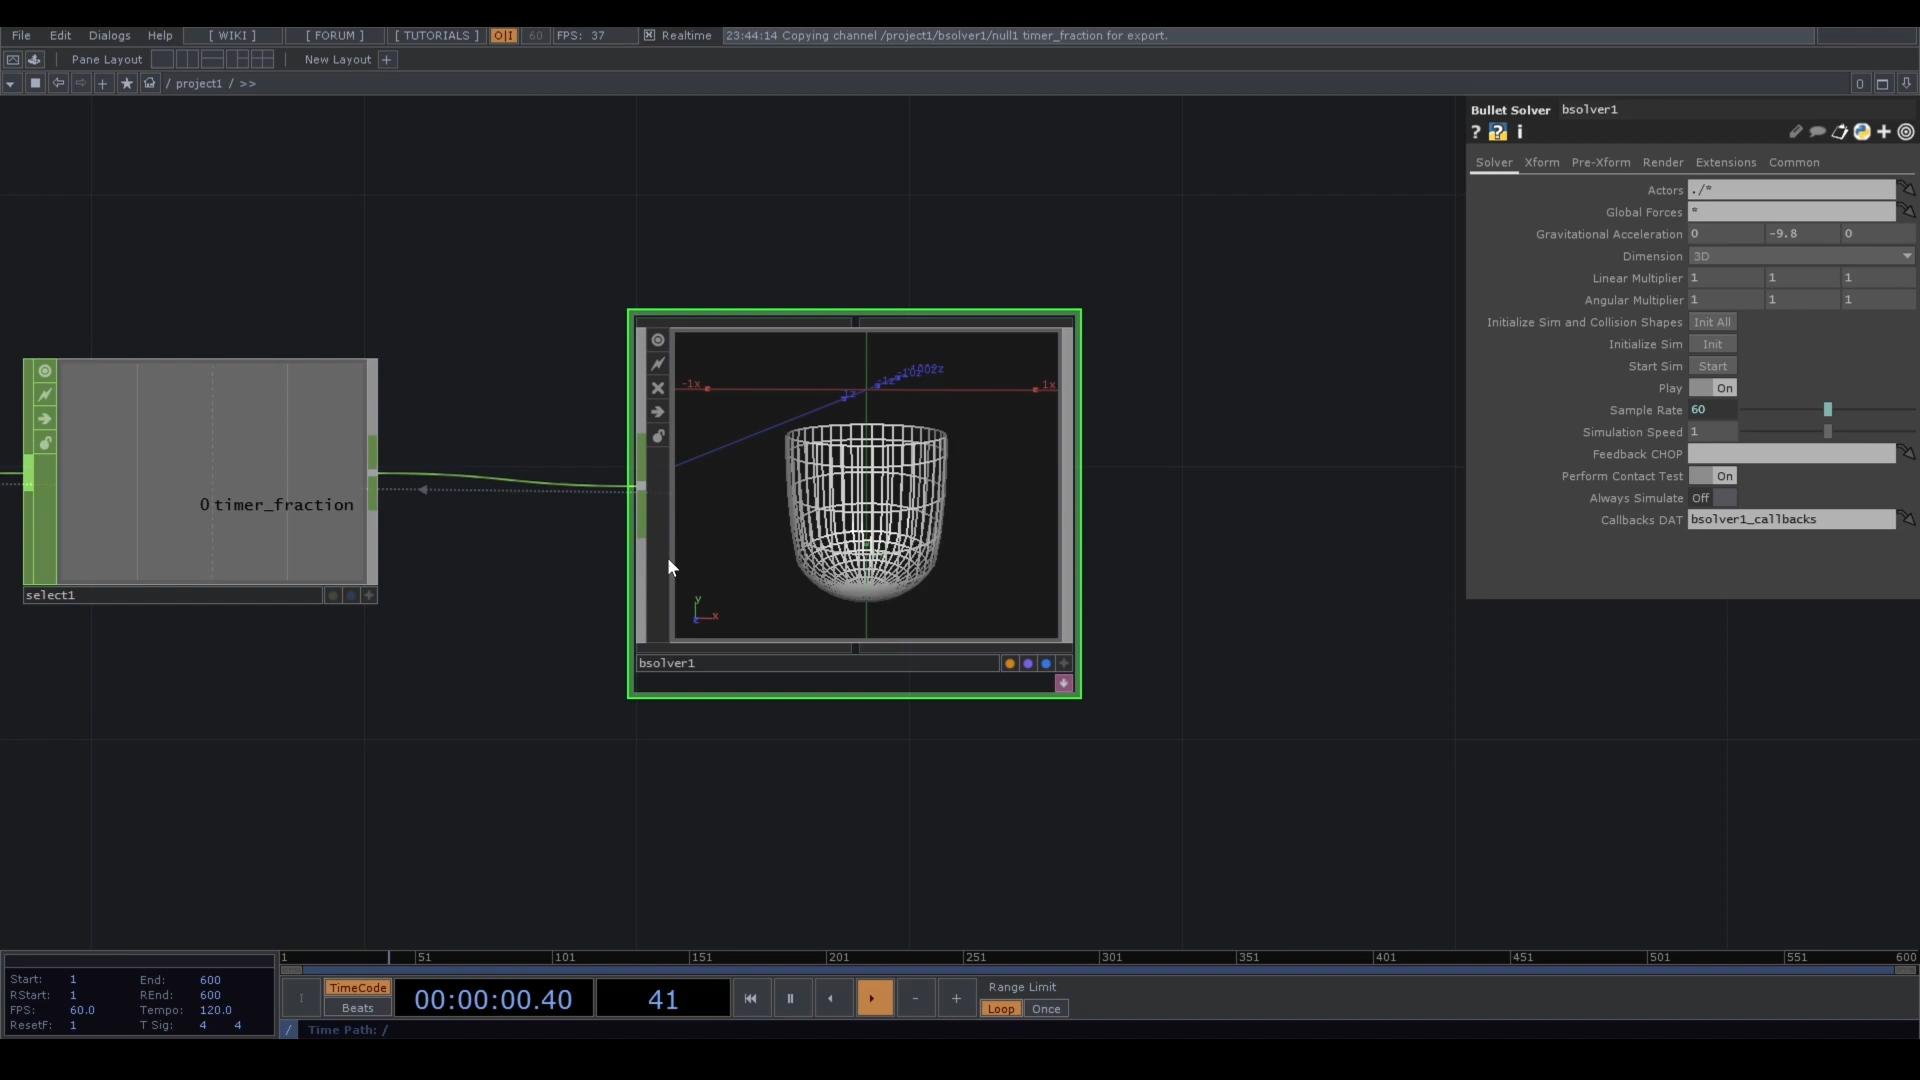 File Edit Dialogs Help [ WIKI ] [ FORUM ] [ TUTORIALS ] O|I 60 FPS: 37 Realtime 23:44:14 Copying channel /project1/bsolver1/null1 timer_fraction for export.
Pane Layout New Layout +
/ project1 / >> 0
Bullet Solver bsolver1
? ? i
Solver Xform Pre-Xform Render Extensions Common
Actors ./*
Global Forces *
Gravitational Acceleration 0 -9.8 0
Dimension 3D
Linear Multiplier 1 1 1
Angular Multiplier 1 1 1
Initialize Sim and Collision Shapes Init All
Initialize Sim Init
Start Sim Start
Play On
Sample Rate 60
Simulation Speed 1
Feedback CHOP
Perform Contact Test On
Always Simulate Off
Callbacks DAT bsolver1_callbacks
-1x 1x
1z -1z
0 timer_fraction
y
x
select1
bsolver1
1 51 101 151 201 251 301 351 401 451 501 551 600
Start: 1 End: 600
RStart: 1 REnd: 600
FPS: 60.0 Tempo: 120.0
ResetF: 1 T Sig: 4 4
I TimeCode
Beats
00:00:00.40 41
- +
Range Limit
Loop Once
/ Time Path: /